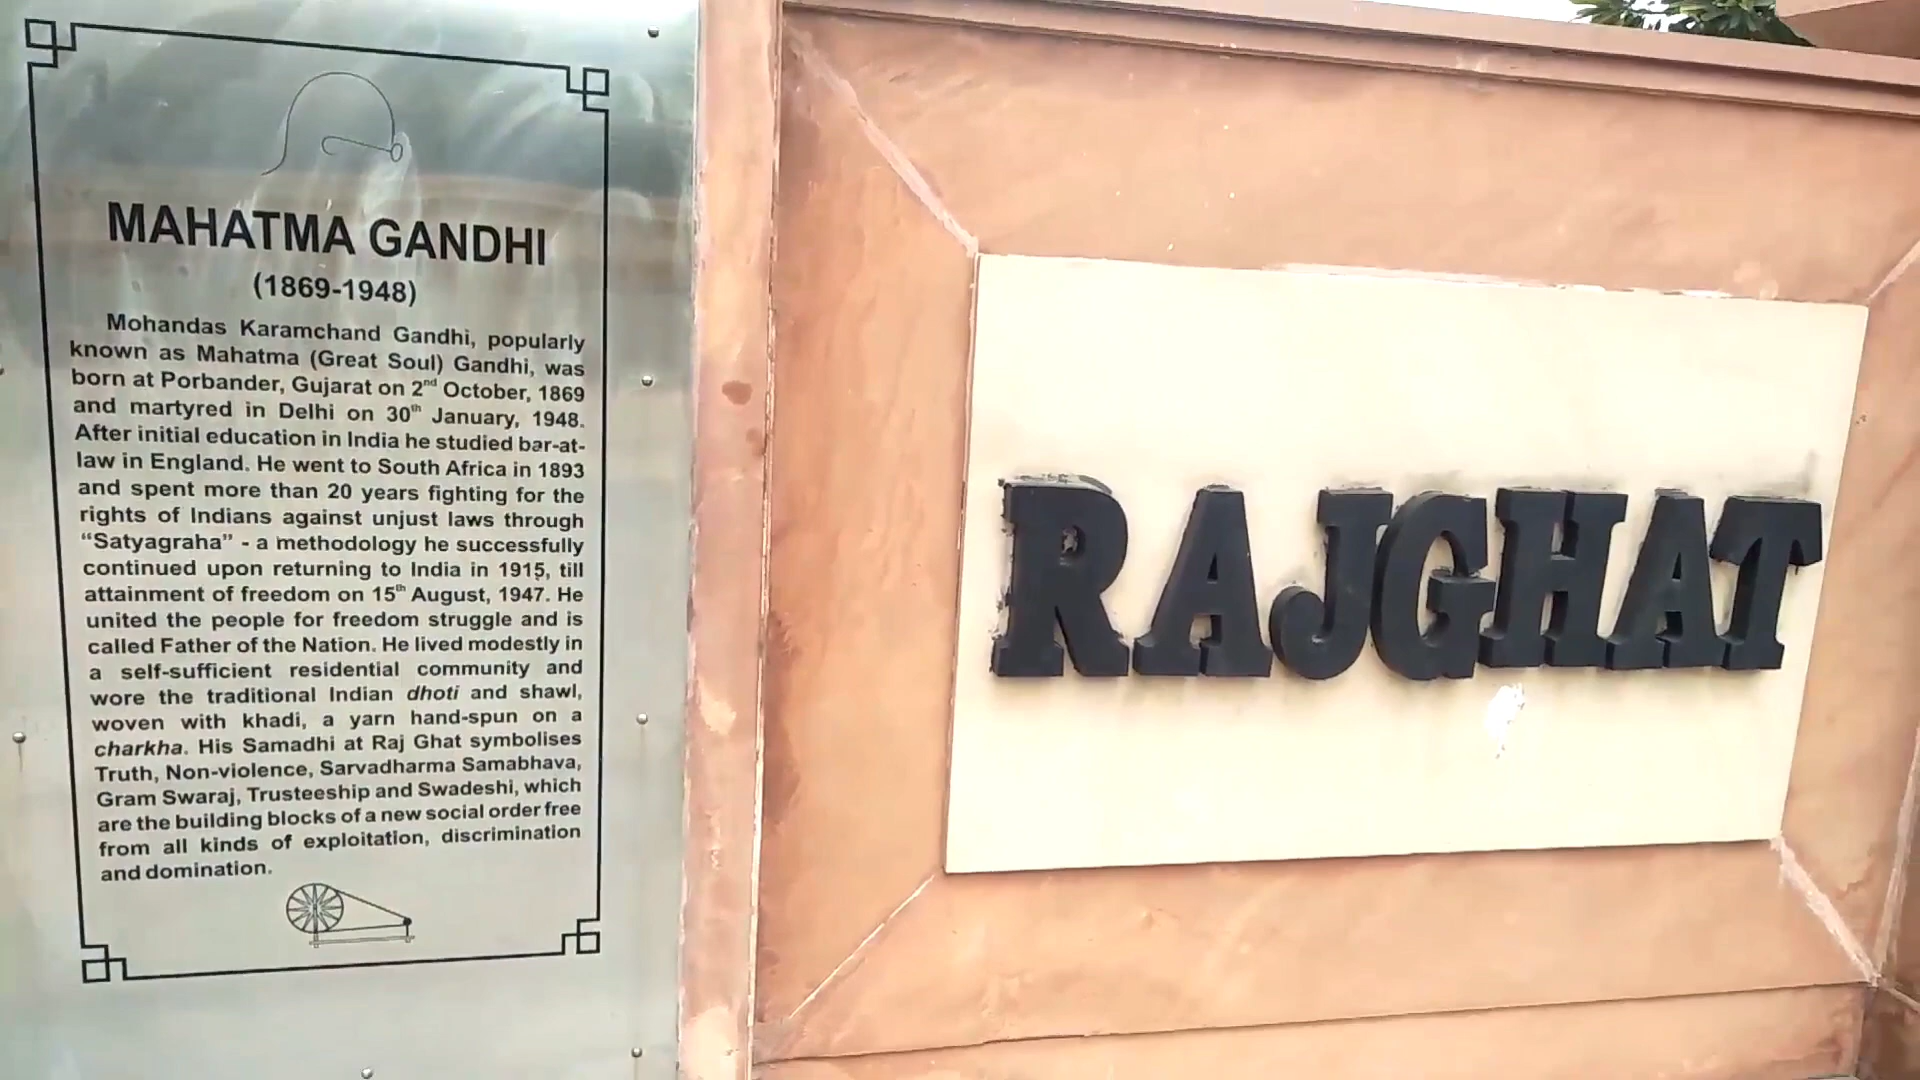 MAHATMA GANDHI
(1869-1948)
Mohandas Karamchand Gandhi, popularly
known as Mahatma (Great Soul) Gandhi, was
born at Porbander, Gujarat on 2nd October, 1869
and martyred in Delhi on 30th January, 1948.
After initial education in India he studied bar-at-
law in England. He went to South Africa in 1893
and spent more than 20 years fighting for the
rights of Indians against unjust laws through
“Satyagraha” - a methodology he successfully
continued upon returning to India in 1915, till
attainment of freedom on 15th August, 1947. He
united the people for freedom struggle and is
called Father of the Nation. He lived modestly in
a self-sufficient residential community and
wore the traditional Indian dhoti and shawl,
woven with khadi, a yarn hand-spun on a
charkha. His Samadhi at Raj Ghat symbolises
Truth, Non-violence, Sarvadharma Samabhava,
Gram Swaraj, Trusteeship and Swadeshi, which
are the building blocks of a new social order free
from all kinds of exploitation, discrimination
and domination.
RAJGHAT